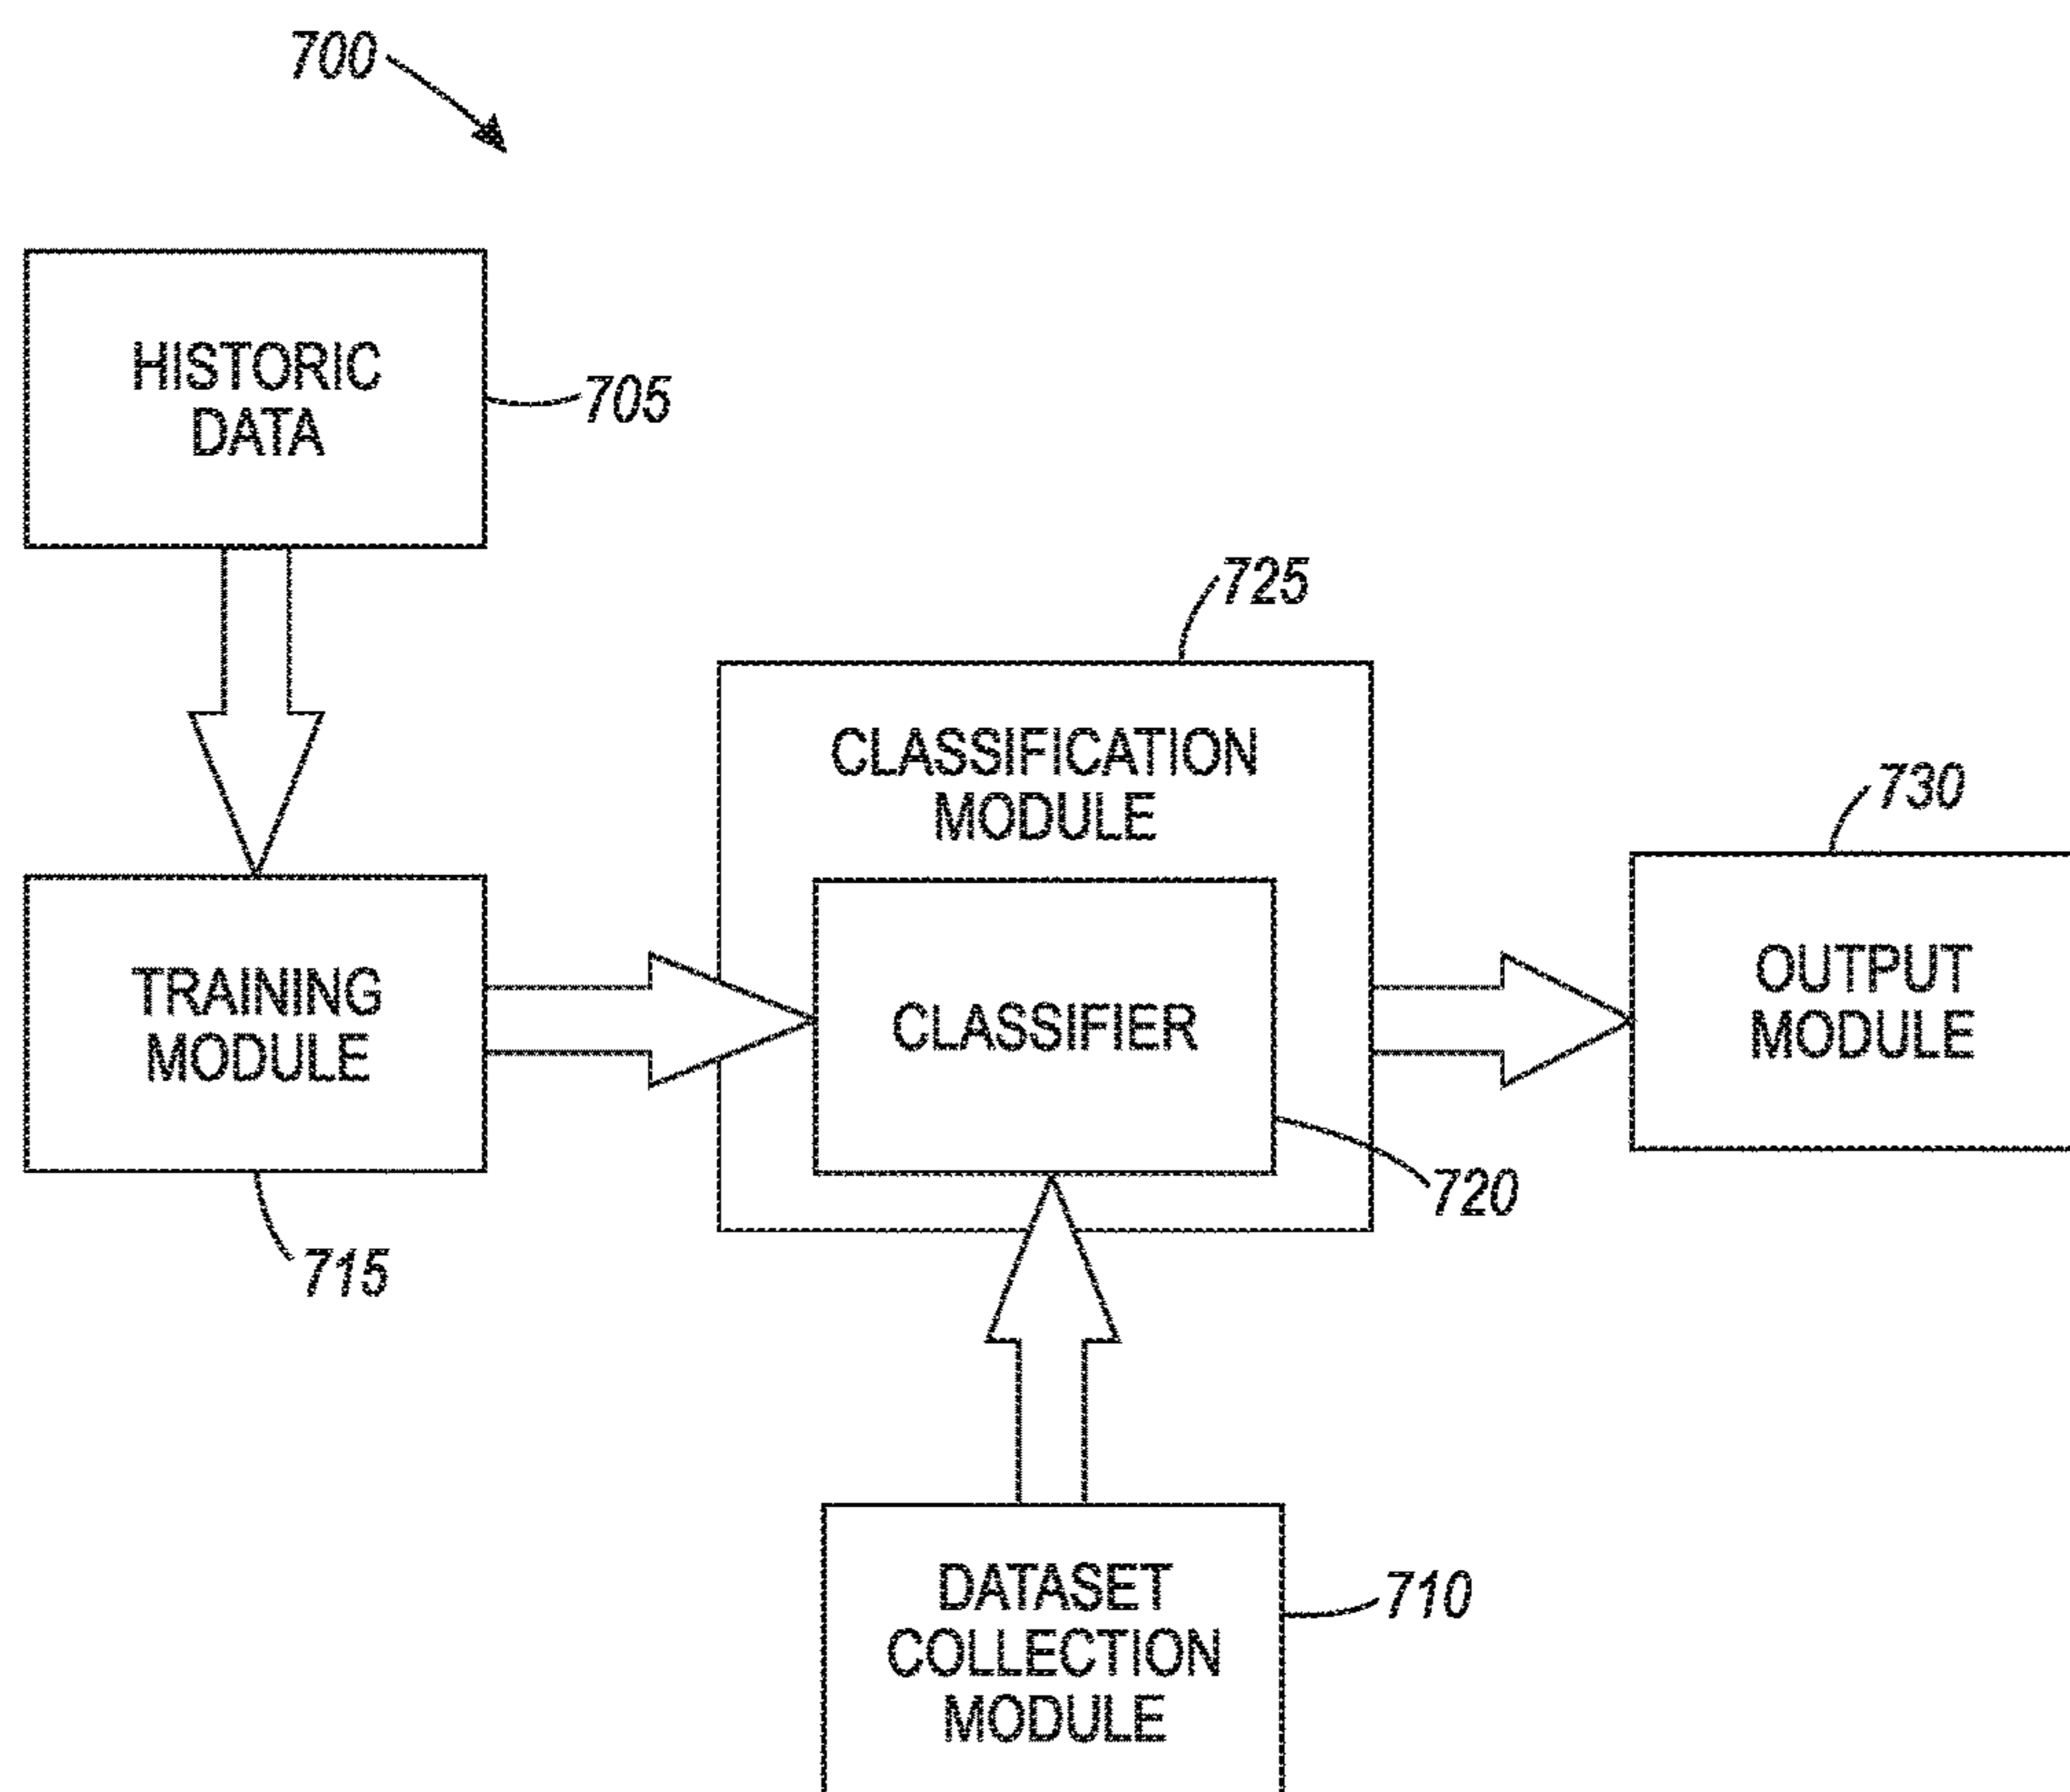 700
HISTORIC
DATA
705
725
CLASSIFICATION
MODULE
730
TRAINING
MODULE
CLASSIFIER
OUTPUT
MODULE
720
715
DATASET
COLLECTION
MODULE
710